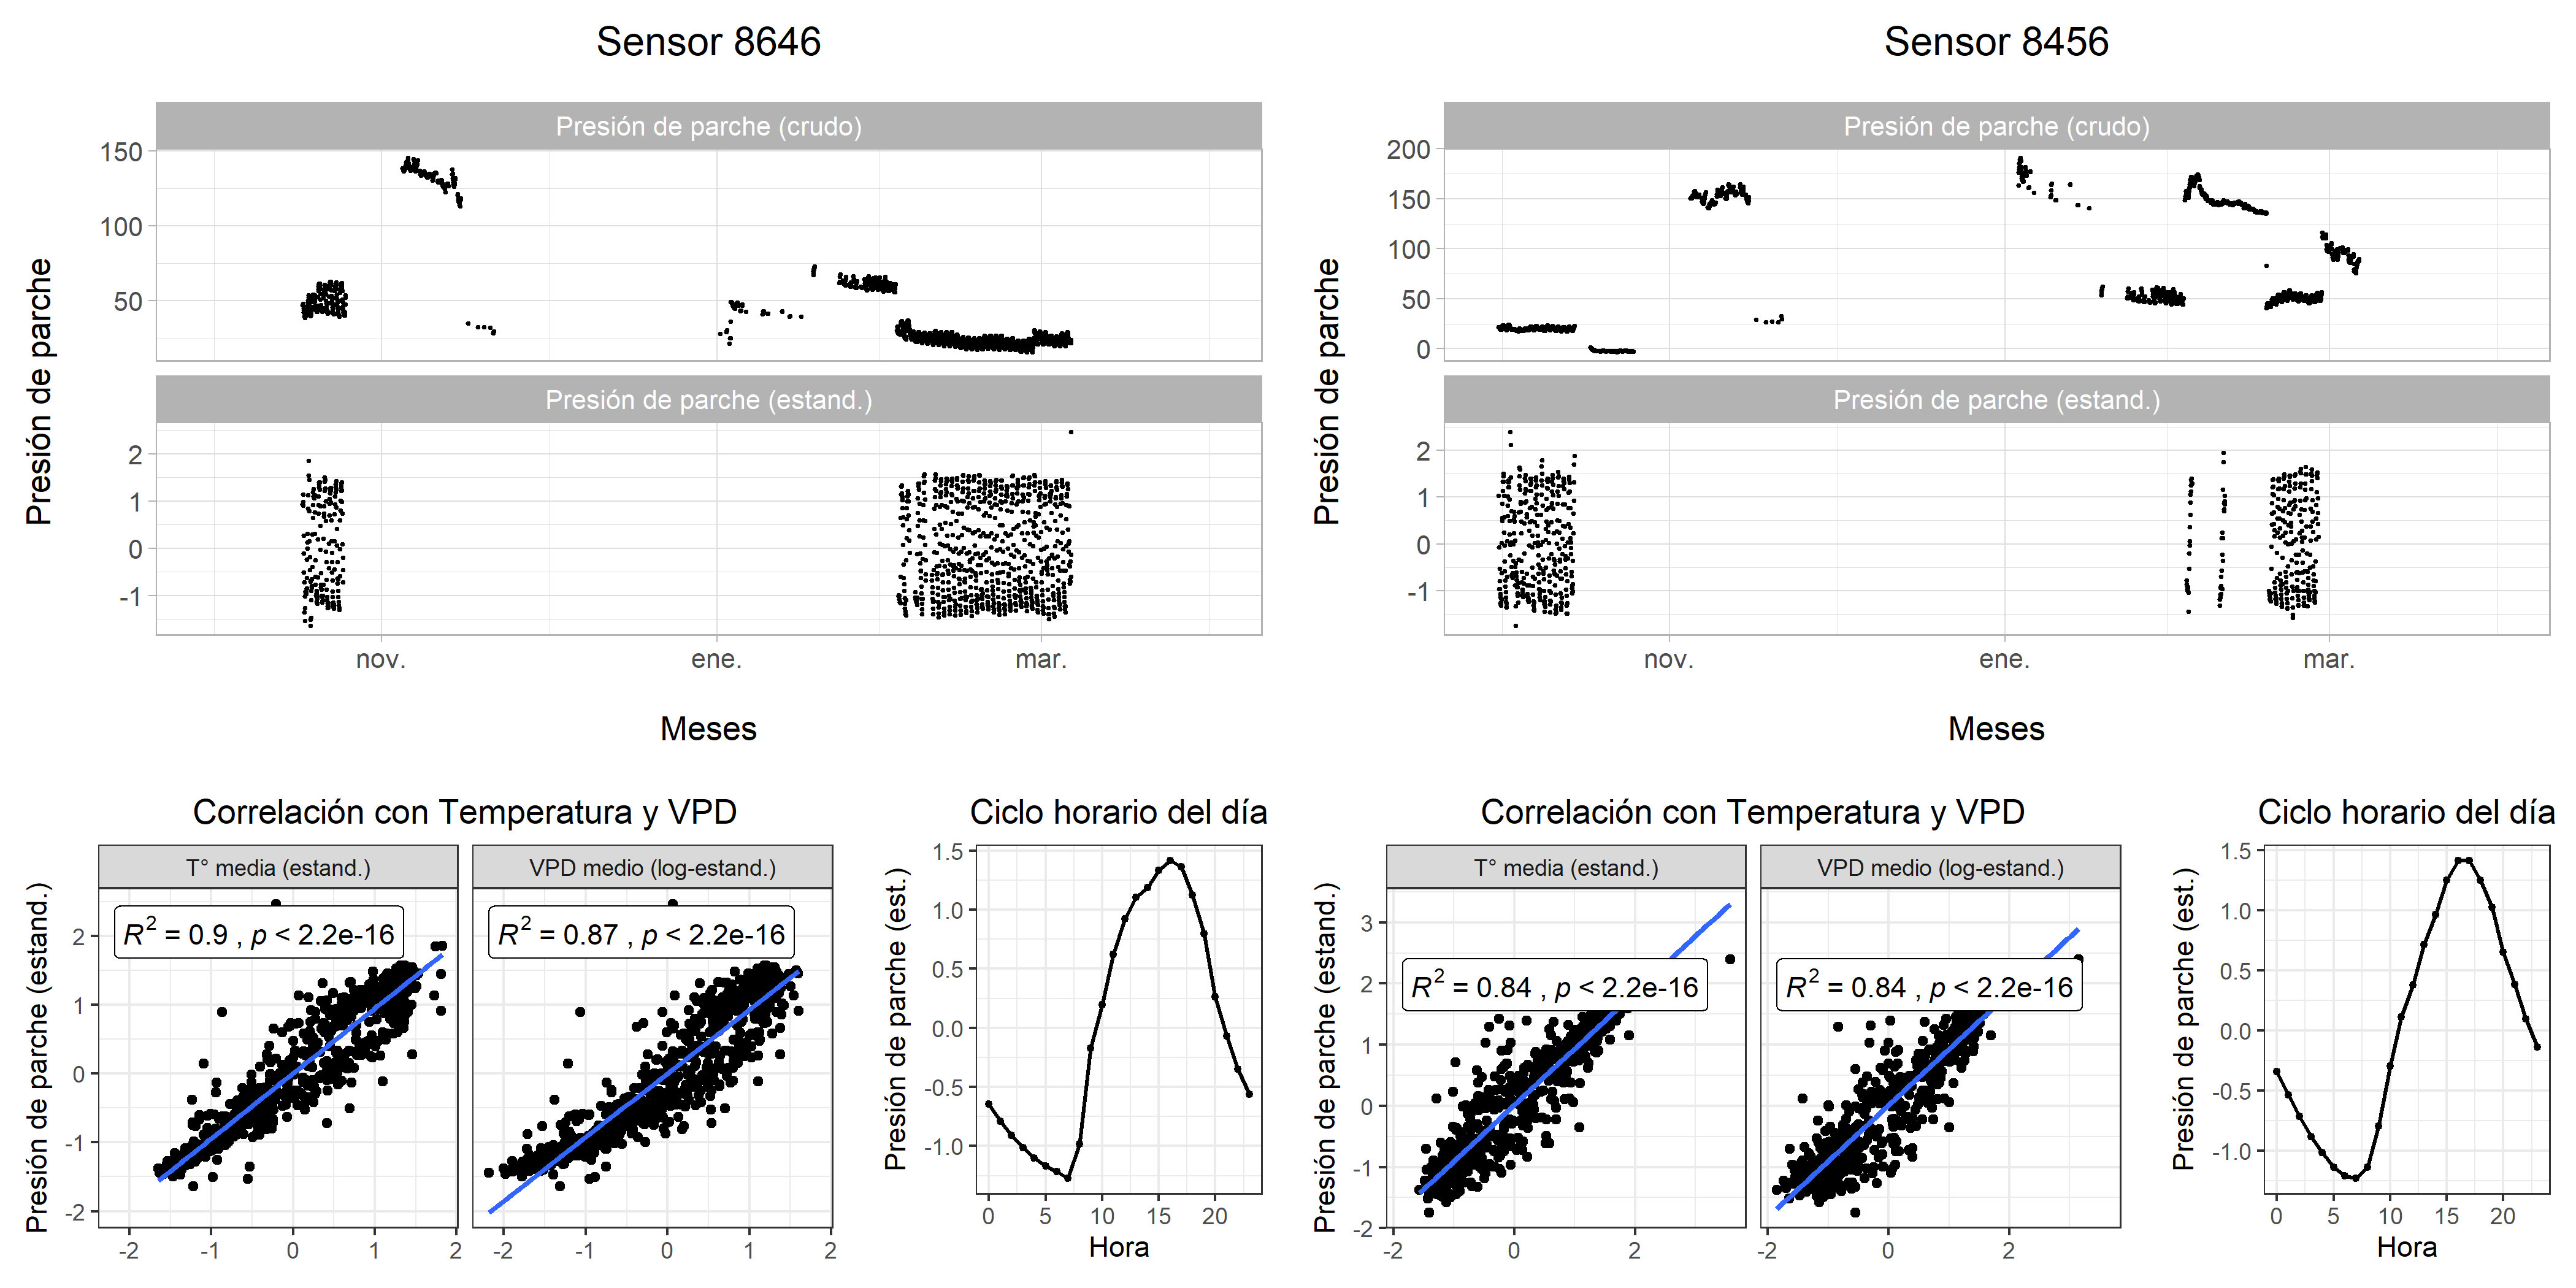 Sensor 8646
Presión de parche (crudo)
150
100
50
Presión de parche (estand.)
2
1
0
-1
Presión de parche
nov.
ene.
mar.
Meses
Correlación con Temperatura y VPD
T° media (estand.)
VPD medio (log-estand.)
R² = 0.9 , p < 2.2e-16
R² = 0.87 , p < 2.2e-16
Presión de parche (estand.)
2
1
0
-1
-2
-2 -1 0 1 2
-2 -1 0 1 2
Ciclo horario del día
Presión de parche (est.)
1.5
1.0
0.5
0.0
-0.5
-1.0
0 5 10 15 20
Hora
Sensor 8456
Presión de parche (crudo)
200
150
100
50
0
Presión de parche (estand.)
2
1
0
-1
Presión de parche
nov.
ene.
mar.
Meses
Correlación con Temperatura y VPD
T° media (estand.)
VPD medio (log-estand.)
R² = 0.84 , p < 2.2e-16
R² = 0.84 , p < 2.2e-16
Presión de parche (estand.)
3
2
1
0
-1
-2
-2 0 2
-2 0 2
Ciclo horario del día
Presión de parche (est.)
1.5
1.0
0.5
0.0
-0.5
-1.0
0 5 10 15 20
Hora